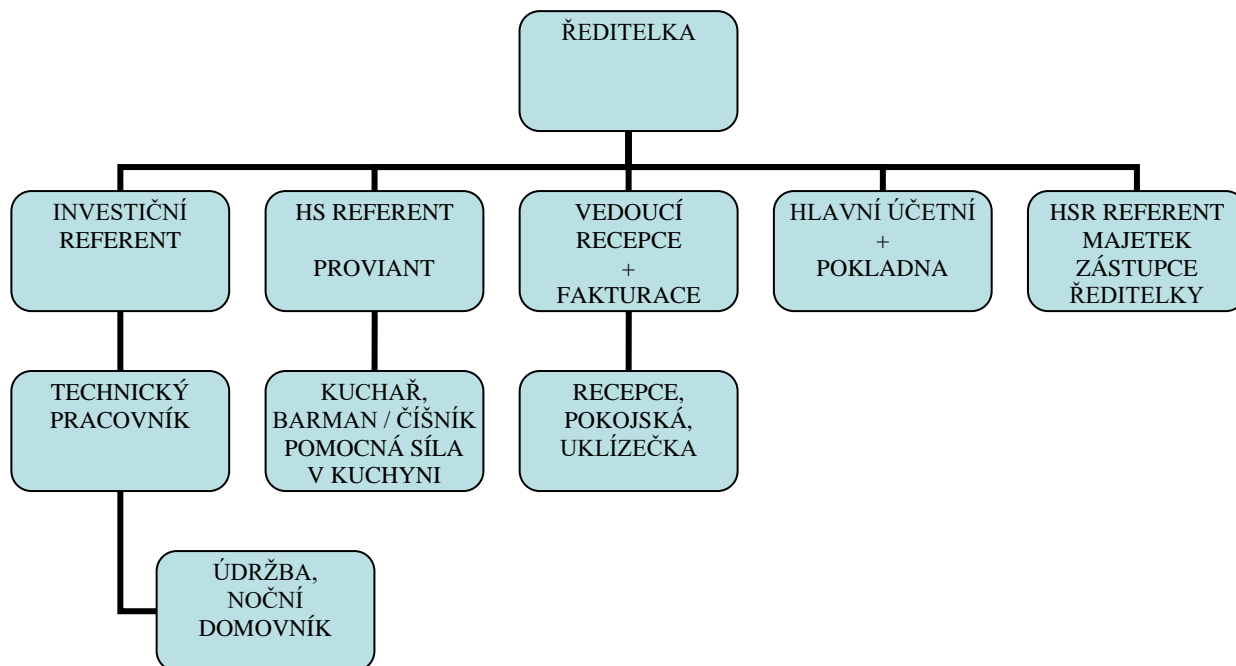 ŘEDITELKA
INVESTIČNÍ
REFERENT
HS REFERENT
PROVIANT
VEDOUCÍ
RECEPCE
+
FAKTURACE
HLAVNÍ ÚČETNÍ
+
POKLADNA
HSR REFERENT
MAJETEK
ZÁSTUPCE
ŘEDITELKY
TECHNICKÝ
PRACOVNÍK
KUCHAŘ,
BARMAN / ČÍŠNÍK
POMOCNÁ SÍLA
V KUCHYNI
RECEPCE,
POKOJSKÁ,
UKLÍZEČKA
ÚDRŽBA,
NOČNÍ
DOMOVNÍK